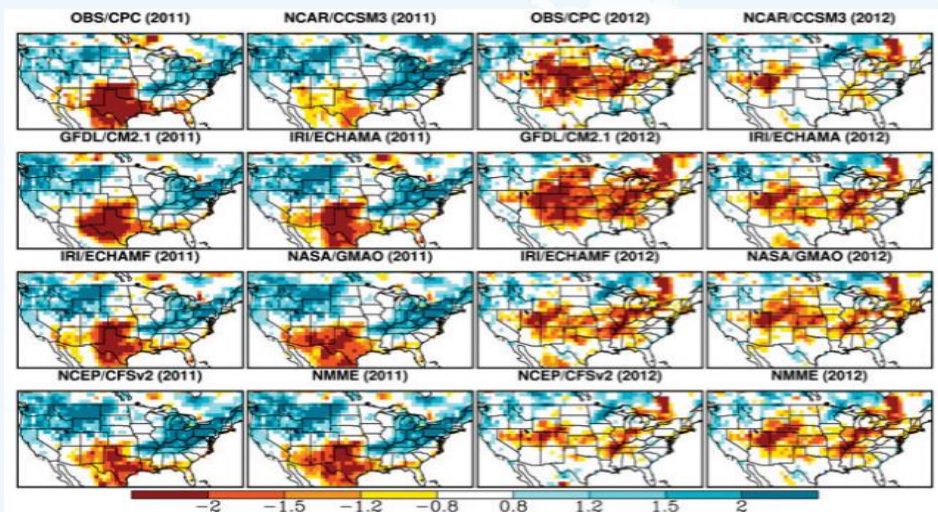 OBS/CPC (2011) NCAR/CCSM3 (2011) OBS/CPC (2012) NCAR/CCSM3 (2012)
GFDL/CM2.1 (2011) IRI/ECHAMA (2011) GFDL/CM2.1 (2012) IRI/ECHAMA (2012)
IRI/ECHAMF (2011) NASA/GMAO (2011) IRI/ECHAMF (2012) NASA/GMAO (2012)
NCEP/CFSv2 (2011) NMME (2011) NCEP/CFSv2 (2012) NMME (2012)
−2 −1.5 −1.2 −0.8 0.8 1.2 1.5 2